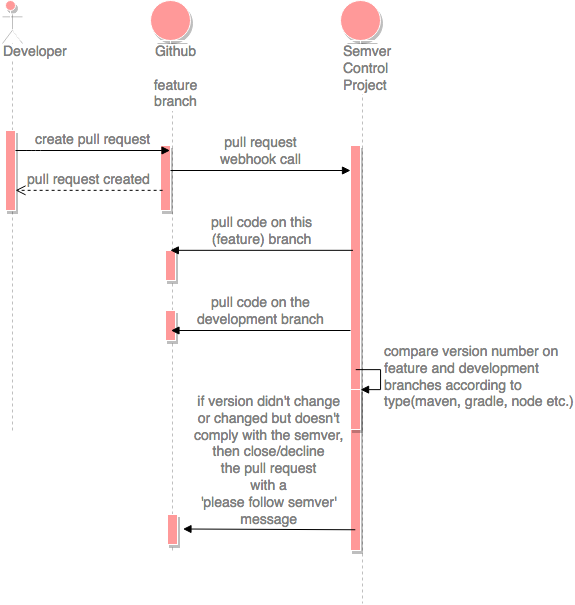 Developer
Github
feature
branch
Semver
Control
Project
create pull request
pull request
webhook call
pull request created
pull code on this
(feature) branch
pull code on the
development branch
compare version number on
feature and development
branches according to
type(maven, gradle, node etc.)
if version didn't change
or changed but doesn't
comply with the semver,
then close/decline
the pull request
with a
'please follow semver'
message